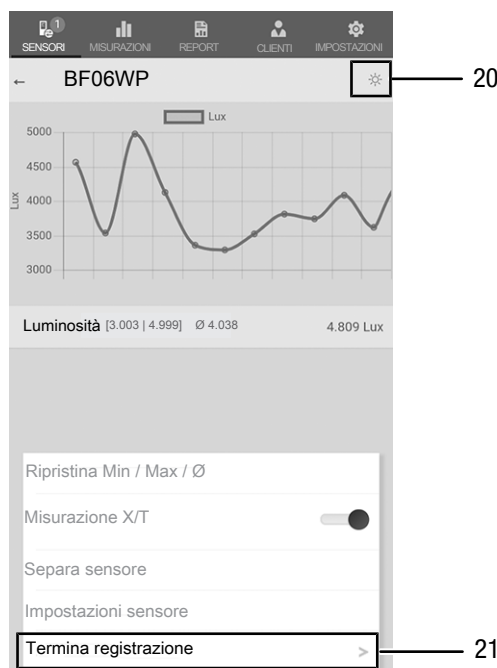 1
SENSORI MISURAZIONI REPORT CLIENTI IMPOSTAZIONI
← BF06WP 20
Lux
5000
4500
4000
3500
3000
Lux
Luminosità [3.003 | 4.999] Ø 4.038 4.809 Lux
Ripristina Min / Max / Ø
Misurazione X/T
Separa sensore
Impostazioni sensore
Termina registrazione > 21